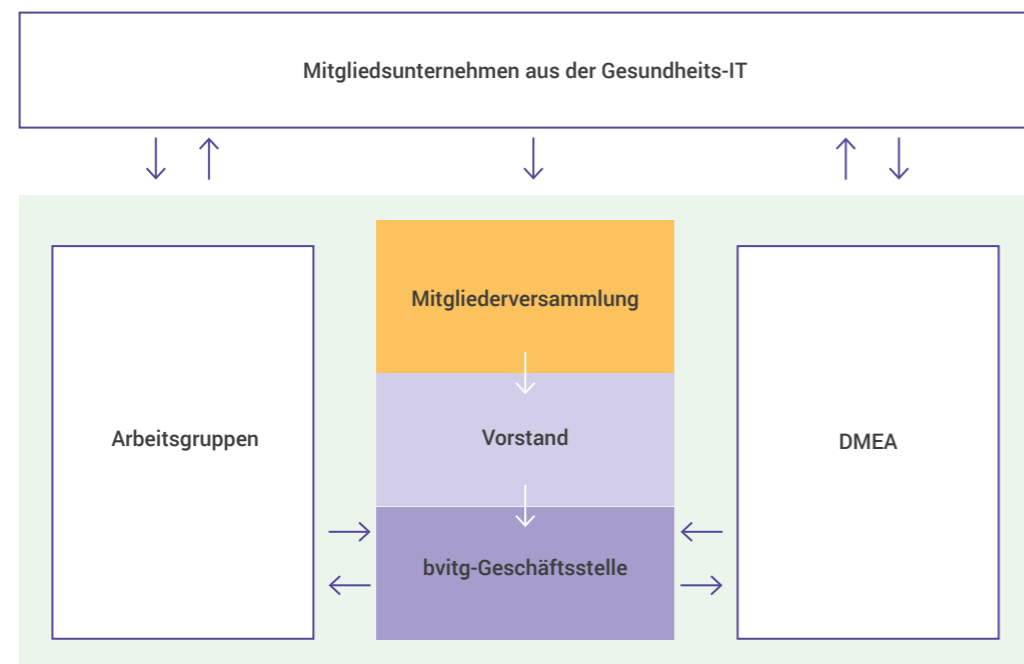 Mitgliedsunternehmen aus der Gesundheits-IT
Mitgliederversammlung
Arbeitsgruppen
Vorstand
DMEA
bvitg-Geschäftsstelle